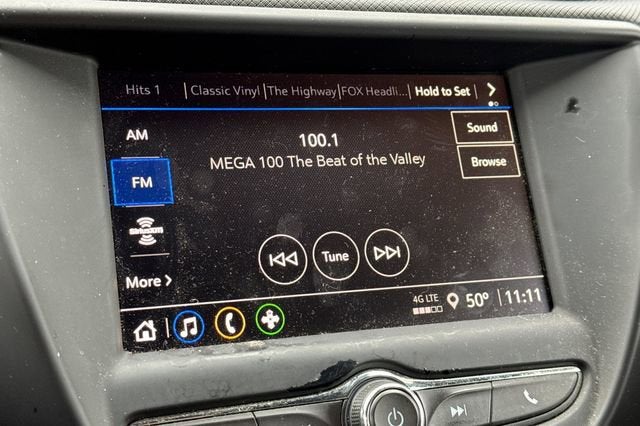 Hits 1 Classic Vinyl The Highway FOX Headli... Hold to Set
AM
100.1
Sound
MEGA 100 The Beat of the Valley
Browse
FM
SiriusXM
Tune
More
4G LTE
50° 11:11